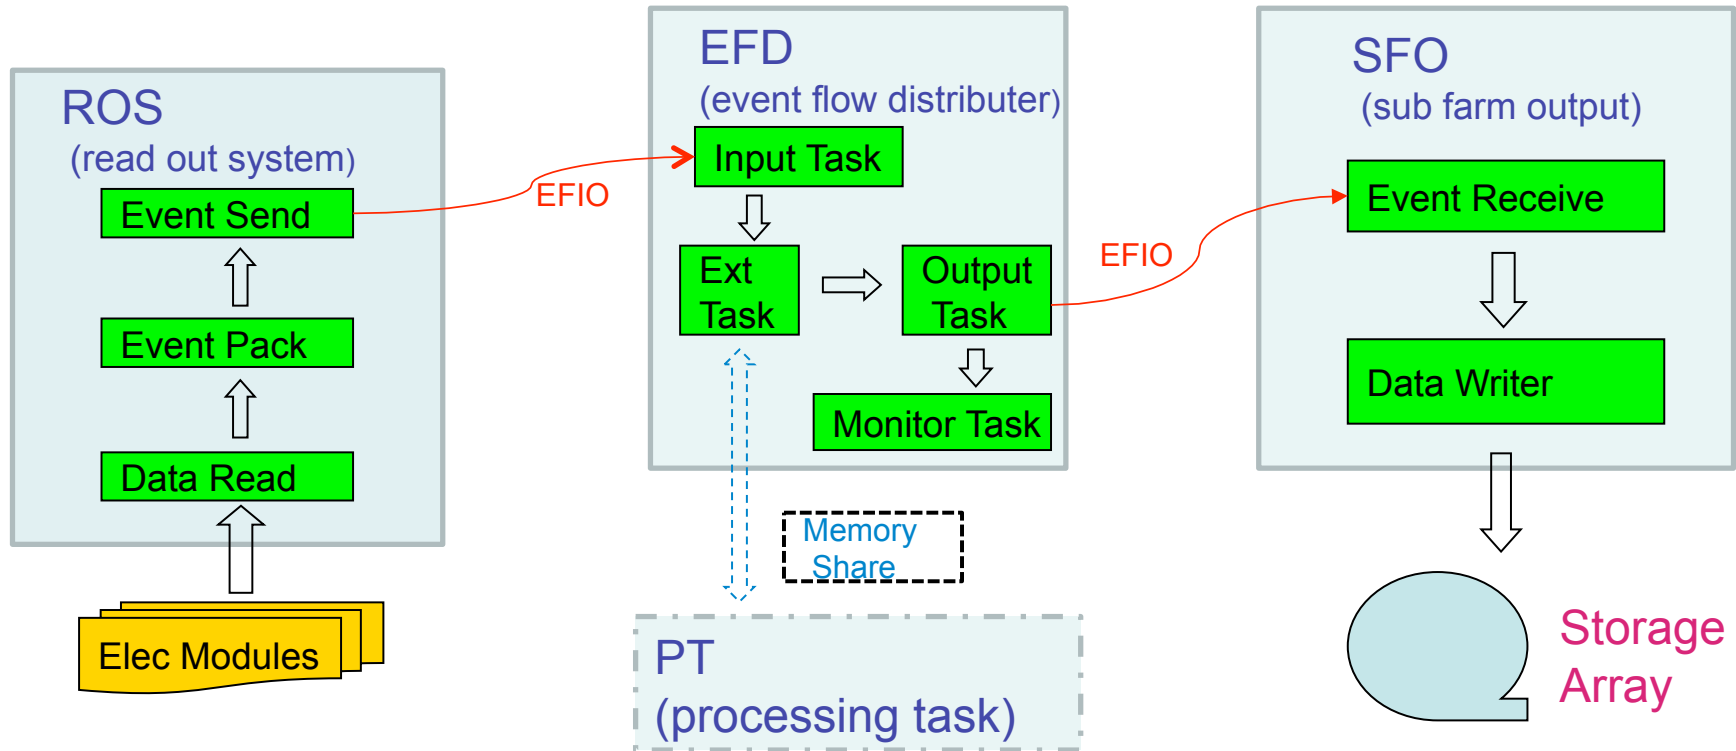 ROS
(read out system)
Event Send
Event Pack
Data Read
Elec Modules
EFIO
EFD
(event flow distributer)
Input Task
Ext
Task
Output
Task
Monitor Task
Memory
Share
PT
(processing task)
EFIO
SFO
(sub farm output)
Event Receive
Data Writer
Storage
Array